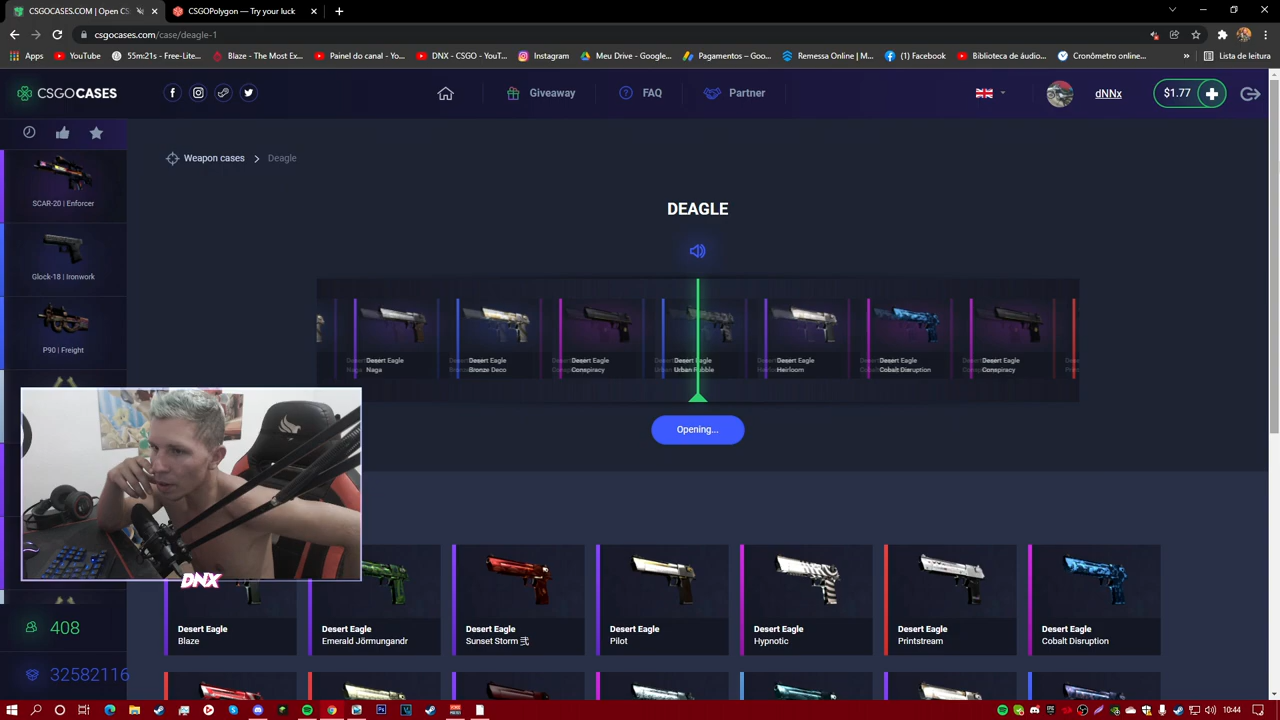 CSGOCASES.COM | Open CS
CSGOPolygon — Try your luck
csgocases.com/case/deagle-1
Apps
YouTube
55m21s - Free-Lite...
Blaze - The Most Ex...
Painel do canal - Yo...
DNX - CSGO - YouT...
Instagram
Meu Drive – Googl...
Pagamentos – Goo...
Remessa Online | M...
(1) Facebook
Biblioteca de áudio...
Cronômetro online...
»
Lista de leitura
CSGOCASES
Giveaway
FAQ
Partner
dNNx
$1.77
Weapon cases > Deagle
SCAR-20 | Enforcer
Glock-18 | Ironwork
P90 | Freight
DEAGLE
Desert Eagle
Naga
Desert Eagle
Bronze Deco
Desert Eagle
Conspiracy
Desert Eagle
Urban Rubble
Desert Eagle
Heirloom
Desert Eagle
Cobalt Disruption
Desert Eagle
Conspiracy
Opening...
DNX
Desert Eagle
Blaze
Desert Eagle
Emerald Jörmungandr
Desert Eagle
Sunset Storm 弐
Desert Eagle
Pilot
Desert Eagle
Hypnotic
Desert Eagle
Printstream
Desert Eagle
Cobalt Disruption
408
32582116
10:44